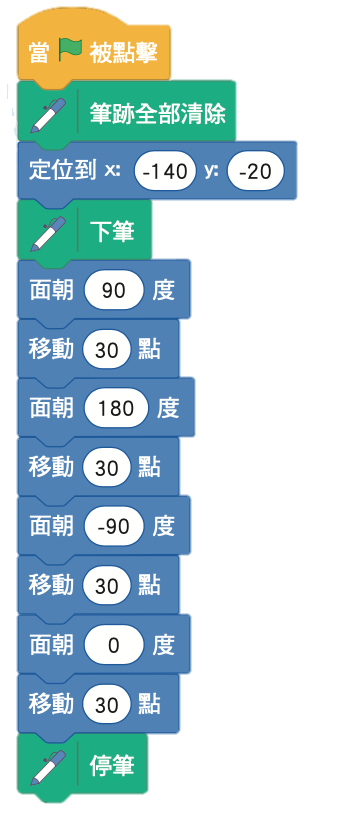 當 被點擊
筆跡全部清除
定位到 x: -140 y: -20
下筆
面朝 90 度
移動 30 點
面朝 180 度
移動 30 點
面朝 -90 度
移動 30 點
面朝 0 度
移動 30 點
停筆